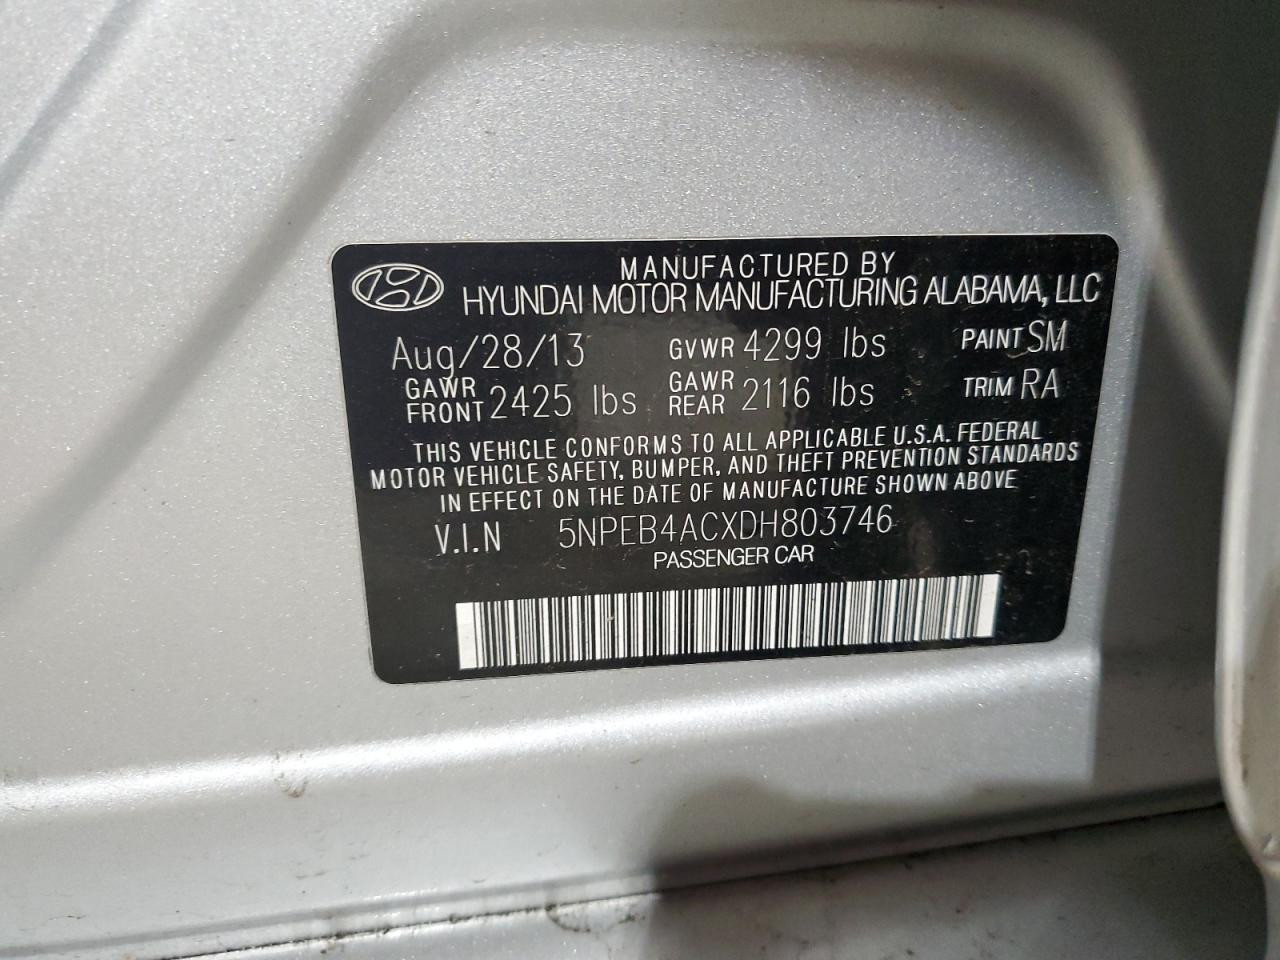 MANUFACTURED BY
HYUNDAI MOTOR MANUFACTURING ALABAMA, LLC
Aug/28/13 GVWR 4299 lbs PAINT SM
GAWR FRONT 2425 lbs GAWR REAR 2116 lbs TRIM RA
THIS VEHICLE CONFORMS TO ALL APPLICABLE U.S.A. FEDERAL
MOTOR VEHICLE SAFETY, BUMPER, AND THEFT PREVENTION STANDARDS
IN EFFECT ON THE DATE OF MANUFACTURE SHOWN ABOVE
V.I.N 5NPEB4ACXDH803746
PASSENGER CAR